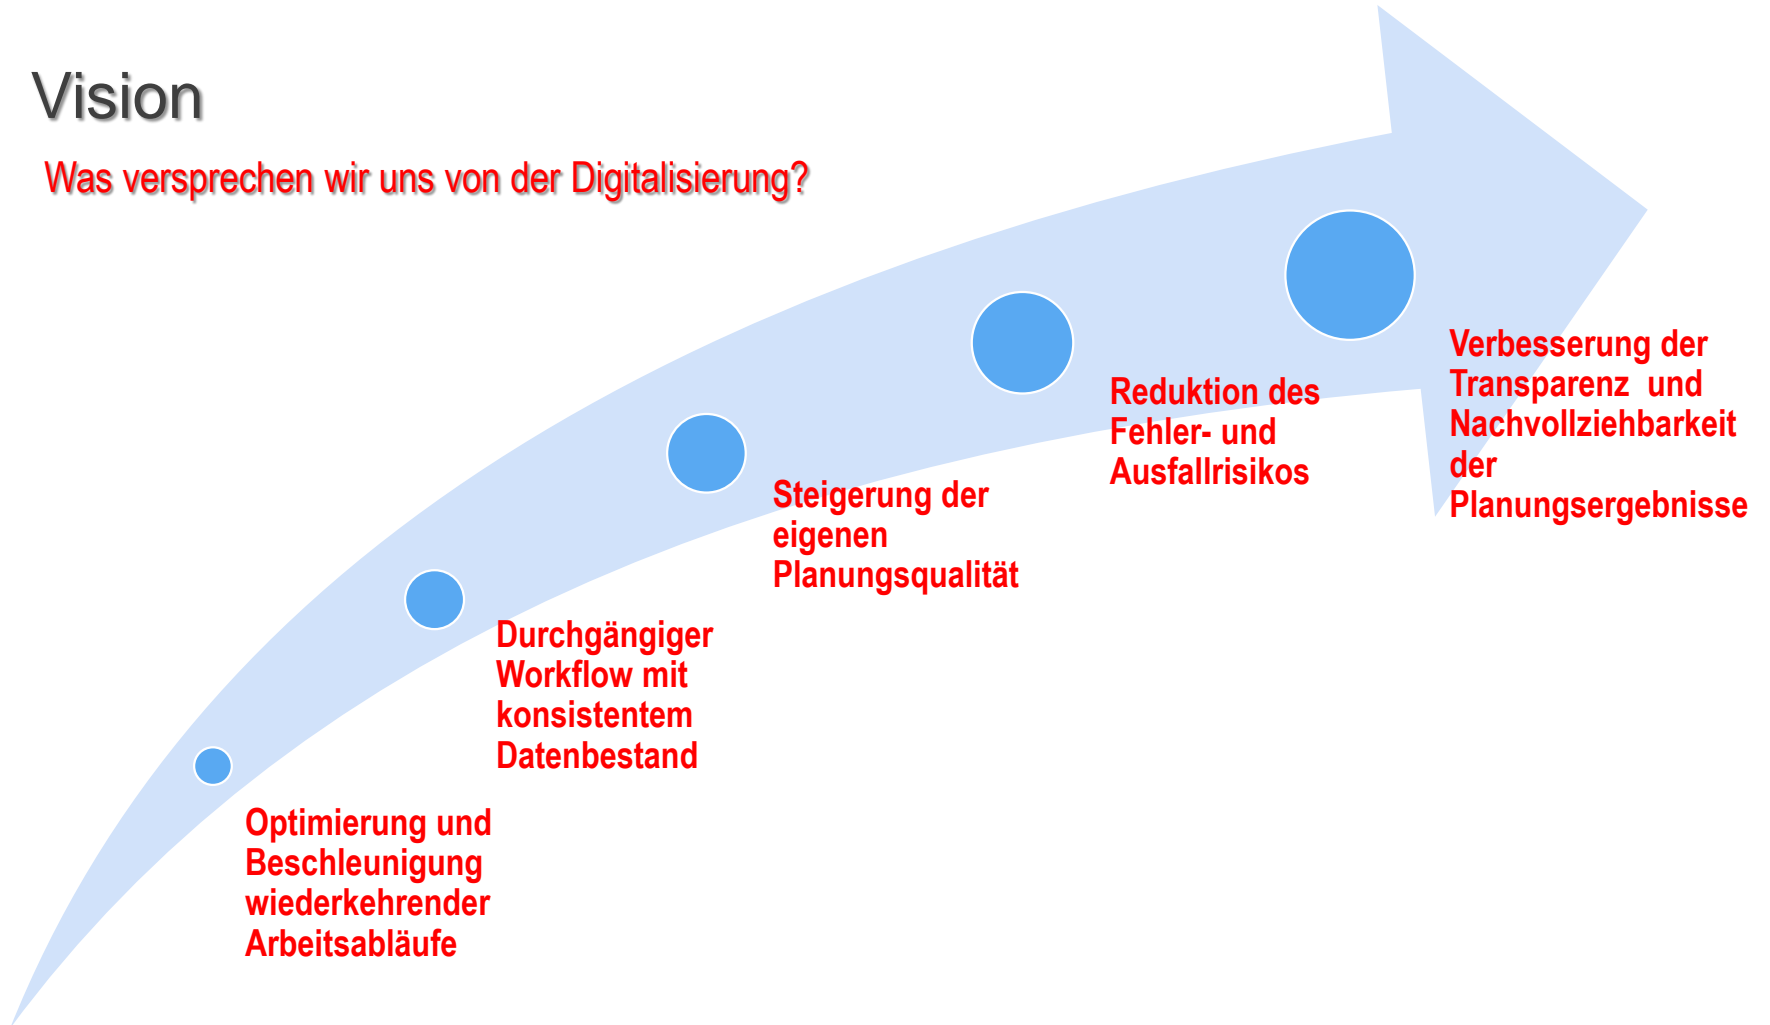 Vision
Was versprechen wir uns von der Digitalisierung?
Optimierung und
Beschleunigung
wiederkehrender
Arbeitsabläufe
Durchgängiger
Workflow mit
konsistentem
Datenbestand
Steigerung der
eigenen
Planungsqualität
Reduktion des
Fehler- und
Ausfallrisikos
Verbesserung der
Transparenz  und
Nachvollziehbarkeit
der
Planungsergebnisse